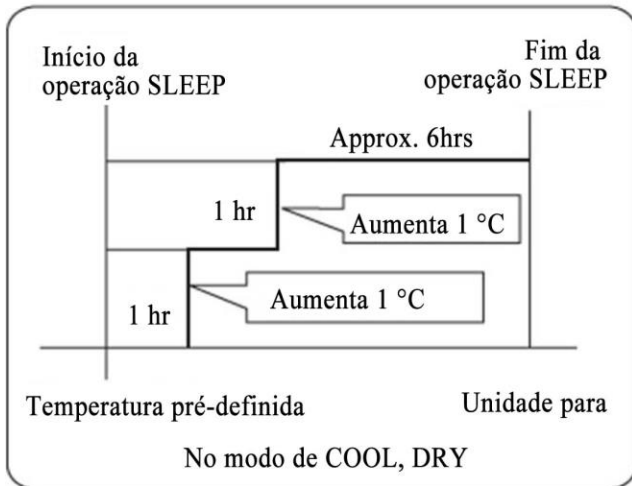 Início da
operação SLEEP
Fim da
operação SLEEP
Approx. 6hrs
1 hr
Aumenta 1 °C
1 hr
Aumenta 1 °C
Temperatura pré-definida
Unidade para
No modo de COOL, DRY